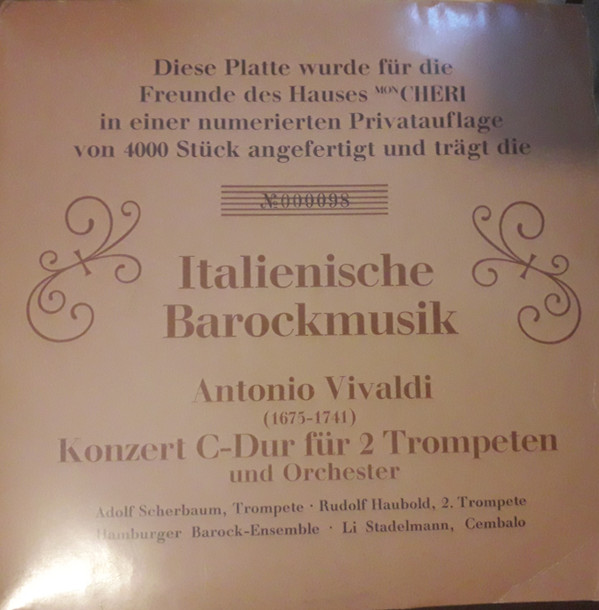 Diese Platte wurde für die
Freunde des Hauses MON CHERI
in einer numerierten Privatauflage
von 4000 Stück angefertigt und trägt die
№000098
Italienische
Barockmusik
Antonio Vivaldi
(1675-1741)
Konzert C-Dur für 2 Trompeten
und Orchester
Adolf Scherbaum, Trompete · Rudolf Haubold, 2. Trompete
Hamburger Barock-Ensemble · Li Stadelmann, Cembalo